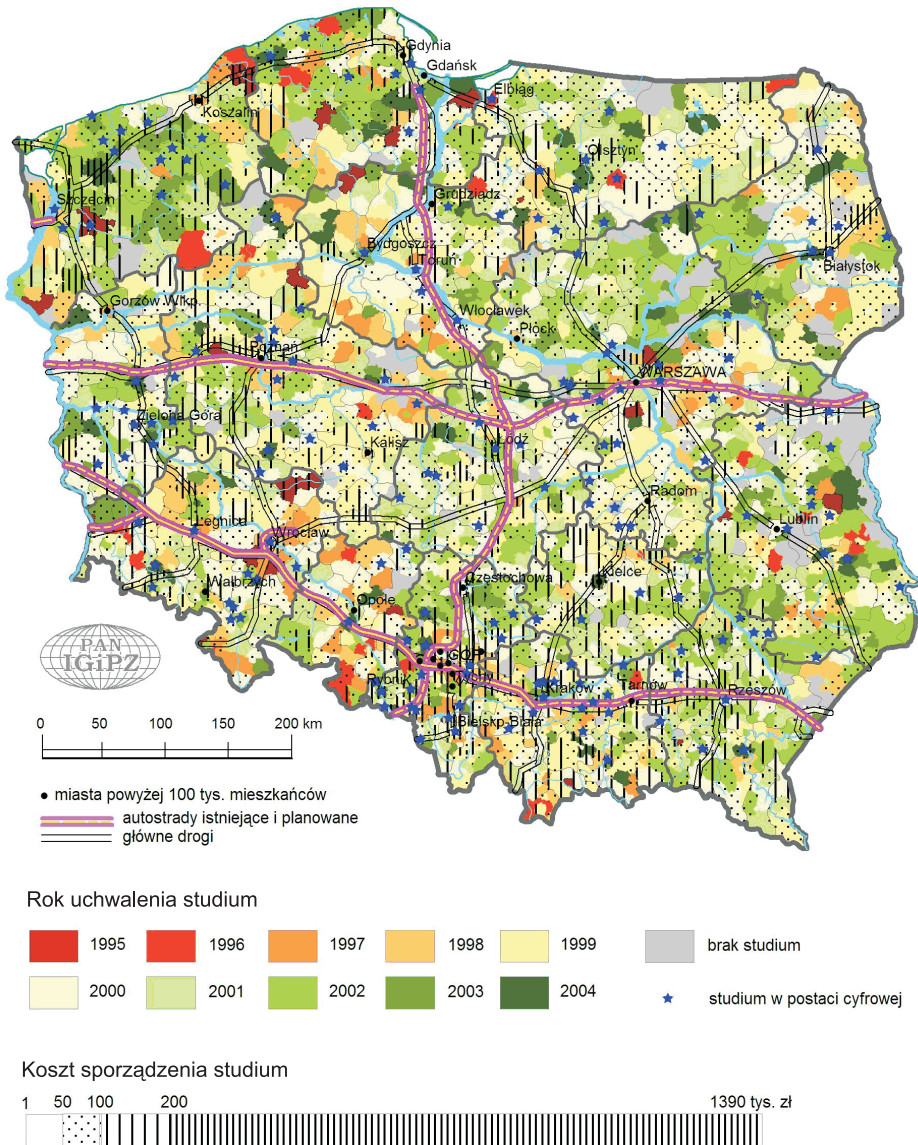 Gdynia
Gdańsk
Elbląg
Koszalin
Olsztyn
Szczecin
Grudziądz
Bydgoszcz
Toruń
Białystok
Gorzów Wlkp.
Włocławek
Płock
Poznań
WARSZAWA
Zielona Góra
Łódź
Kalisz
Radom
Legnica
Lublin
Wrocław
Wałbrzych
Częstochowa
Kielce
Opole
PAN
IGiPZ
GOP
Rybnik
Tychy
Kraków
Tarnów
Rzeszów
Bielsko-Biała
0 50 100 150 200 km
miasta powyżej 100 tys. mieszkańców
autostrady istniejące i planowane
główne drogi
Rok uchwalenia studium
1995 1996 1997 1998 1999 brak studium
2000 2001 2002 2003 2004 studium w postaci cyfrowej
Koszt sporządzenia studium
1 50 100 200 1390 tys. zł